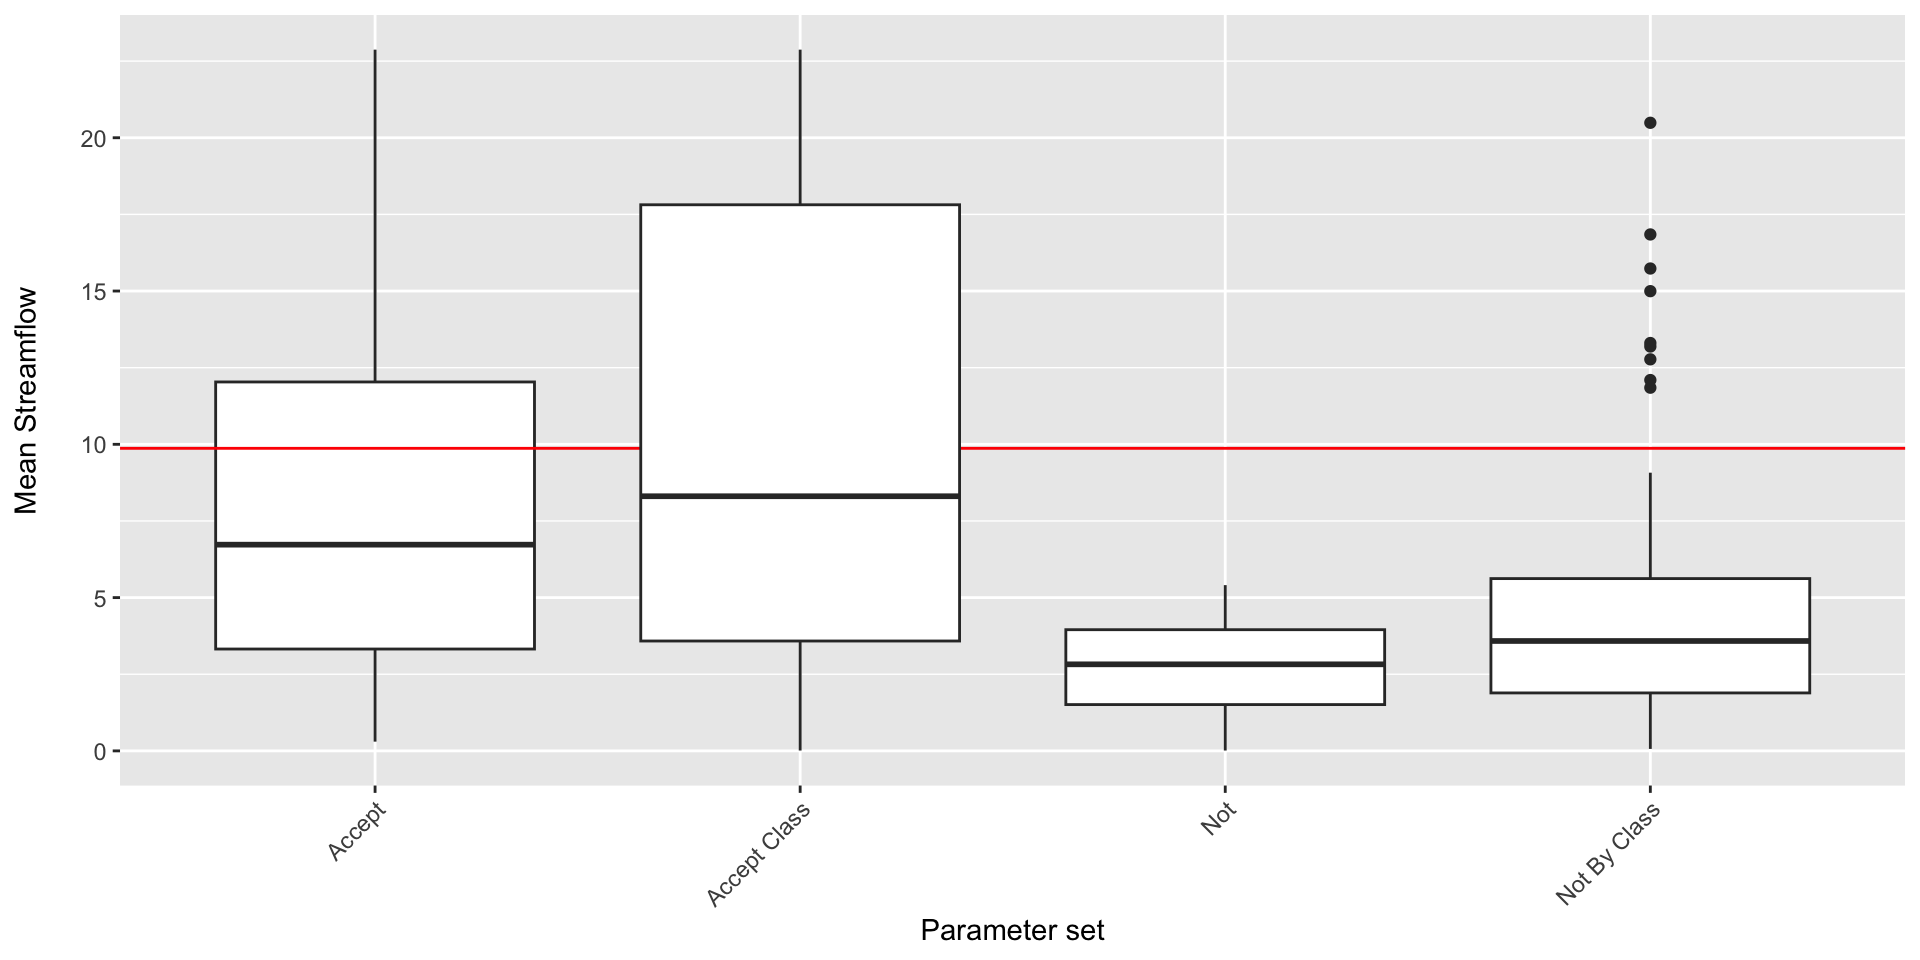 Mean Streamflow
20
15
10
5
0
Accept
Accept Class
Not
Not By Class
Parameter set